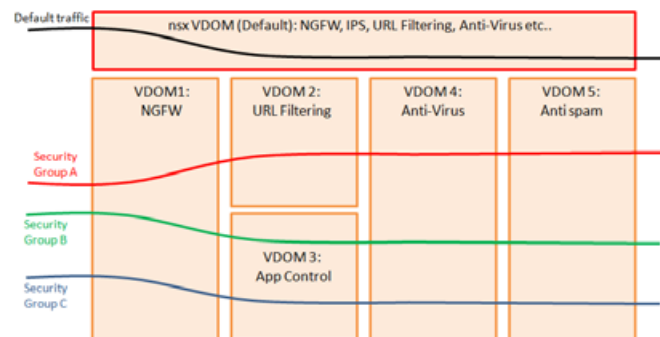 Default traffic
nsx VDOM (Default): NGFW, IPS, URL Filtering, Anti-Virus etc..
VDOM1:
NGFW
VDOM 2:
URL Filtering
VDOM 4:
Anti-Virus
VDOM 5:
Anti spam
Security
Group A
Security
Group B
VDOM 3:
App Control
Security
Group C